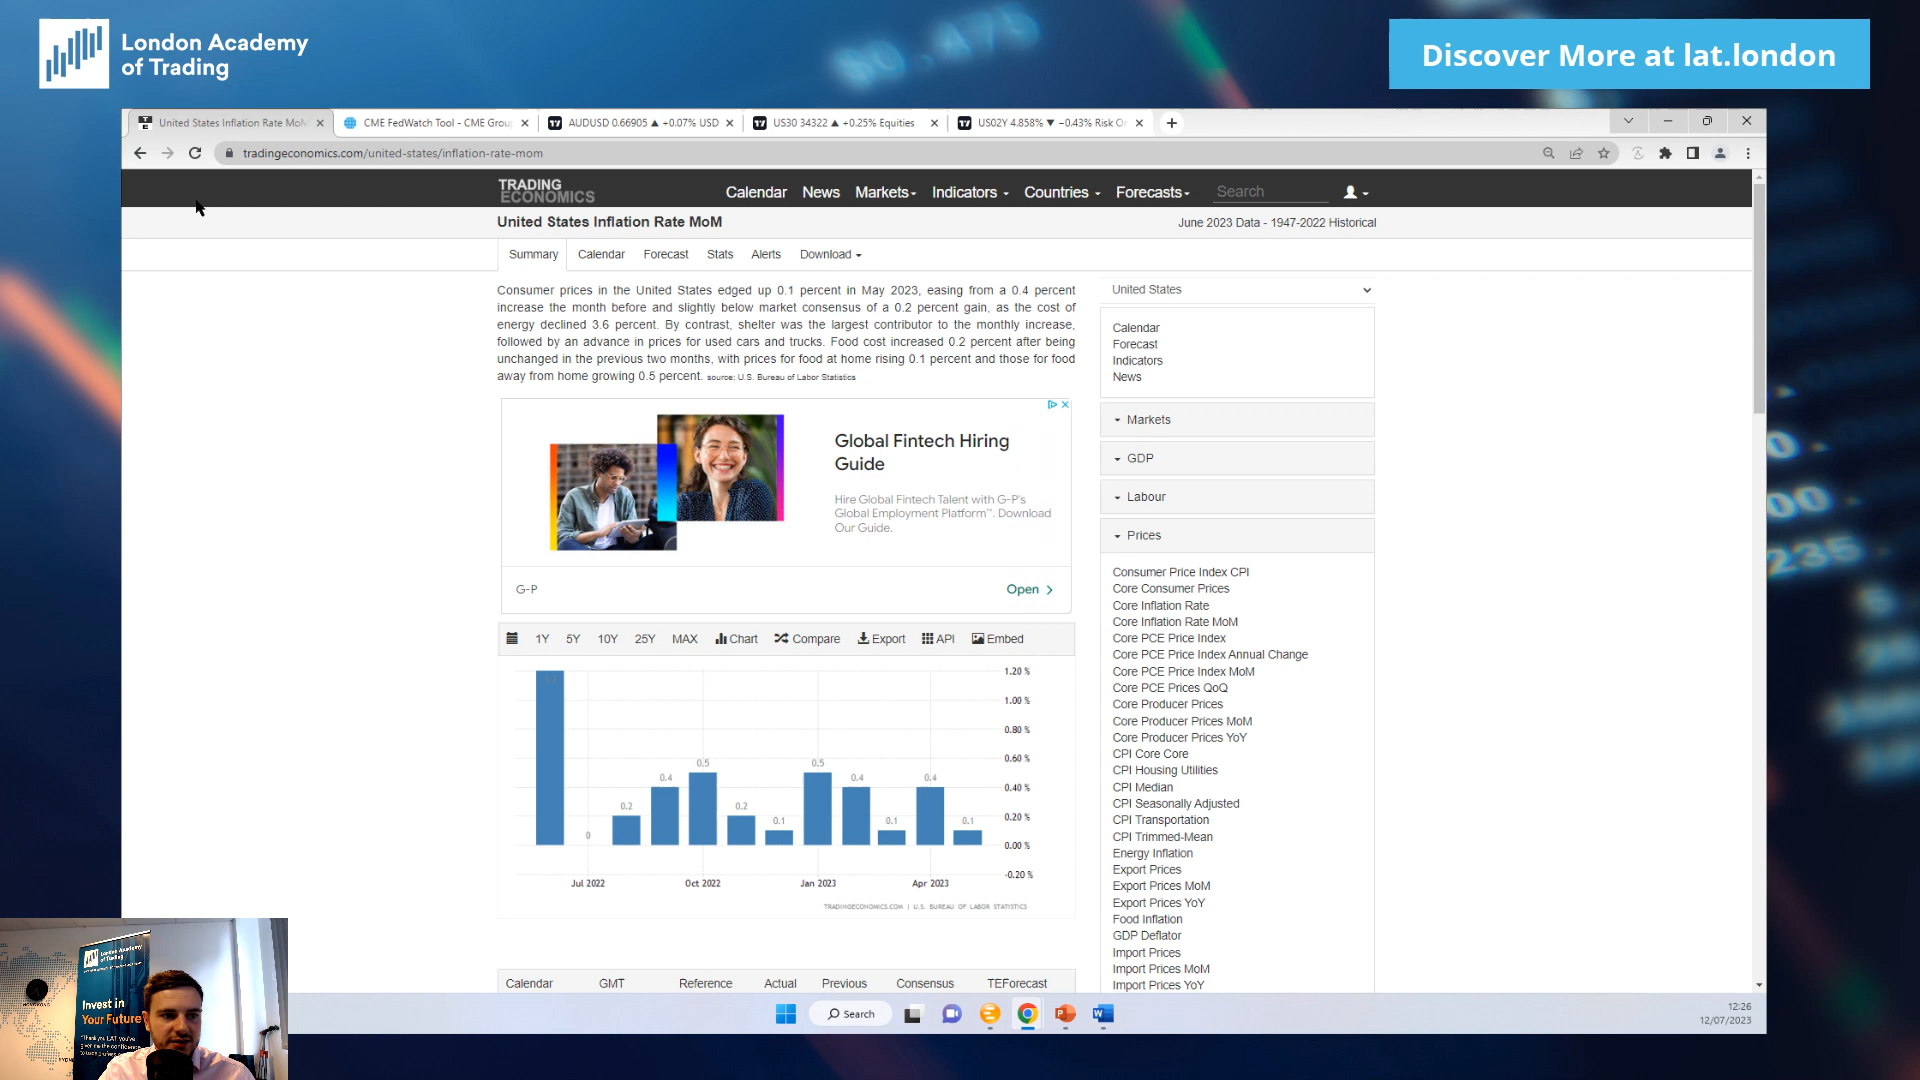 London Academy
of Trading
Discover More at lat.london
United States Inflation Rate MoM
CME FedWatch Tool - CME Group
AUDUSD 0.66905 ▲ +0.07% USD
US30 34322 ▲ +0.25% Equities
US02Y 4.858% ▼ −0.43% Risk O
tradingeconomics.com/united-states/inflation-rate-mom
TRADING
ECONOMICS
Calendar News Markets Indicators Countries Forecasts Search
United States Inflation Rate MoM
June 2023 Data - 1947-2022 Historical
Summary Calendar Forecast Stats Alerts Download
Consumer prices in the United States edged up 0.1 percent in May 2023, easing from a 0.4 percent
increase the month before and slightly below market consensus of a 0.2 percent gain, as the cost of
energy declined 3.6 percent. By contrast, shelter was the largest contributor to the monthly increase,
followed by an advance in prices for used cars and trucks. Food cost increased 0.2 percent after being
unchanged in the previous two months, with prices for food at home rising 0.1 percent and those for food
away from home growing 0.5 percent. source: U.S. Bureau of Labor Statistics
Global Fintech Hiring
Guide
Hire Global Fintech Talent with G-P's
Global Employment Platform™. Download
Our Guide.
G-P
Open
1Y 5Y 10Y 25Y MAX Chart Compare Export API Embed
1.20 %
1.00 %
0.80 %
0.60 %
0.40 %
0.20 %
0.00 %
-0.20 %
0
0.2
0.4
0.5
0.2
0.1
0.5
0.4
0.1
0.4
0.1
Jul 2022
Oct 2022
Jan 2023
Apr 2023
TRADINGECONOMICS.COM | U.S. BUREAU OF LABOR STATISTICS
Calendar GMT Reference Actual Previous Consensus TEForecast
United States
Calendar
Forecast
Indicators
News
Markets
GDP
Labour
Prices
Consumer Price Index CPI
Core Consumer Prices
Core Inflation Rate
Core Inflation Rate MoM
Core PCE Price Index
Core PCE Price Index Annual Change
Core PCE Price Index MoM
Core PCE Prices QoQ
Core Producer Prices
Core Producer Prices MoM
Core Producer Prices YoY
CPI Core Core
CPI Housing Utilities
CPI Median
CPI Seasonally Adjusted
CPI Transportation
CPI Trimmed-Mean
Energy Inflation
Export Prices
Export Prices MoM
Export Prices YoY
Food Inflation
GDP Deflator
Import Prices
Import Prices MoM
Import Prices YoY
Search
12:26
12/07/2023
London Academy
of Trading
Invest in
Your Future
$0.475